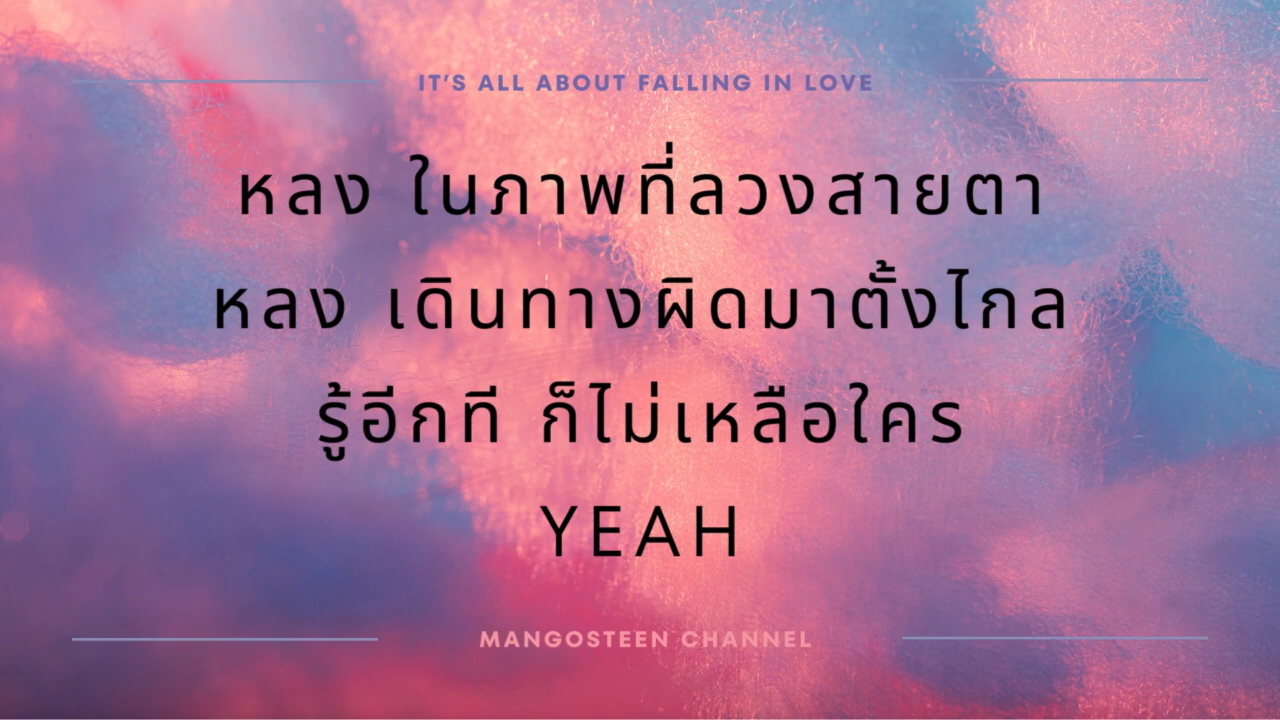 IT'S ALL ABOUT FALLING IN LOVE
หลง ในภาพที่ลวงสายตา
หลง เดินทางผิดมาตั้งไกล
รู้อีกที ก็ไม่เหลือใคร
YEAH
MANGOSTEEN CHANNEL